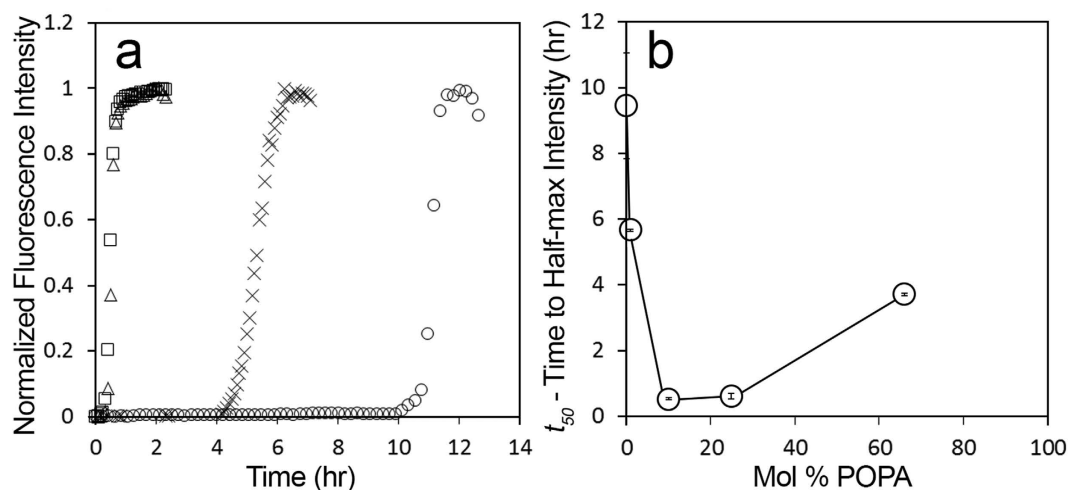 a
Normalized Fluorescence Intensity
1.2
1
0.8
0.6
0.4
0.2
0
0 2 4 6 8 10 12 14
Time (hr)
b
t50 - Time to Half-max Intensity (hr)
12
10
8
6
4
2
0
0 20 40 60 80 100
Mol % POPA